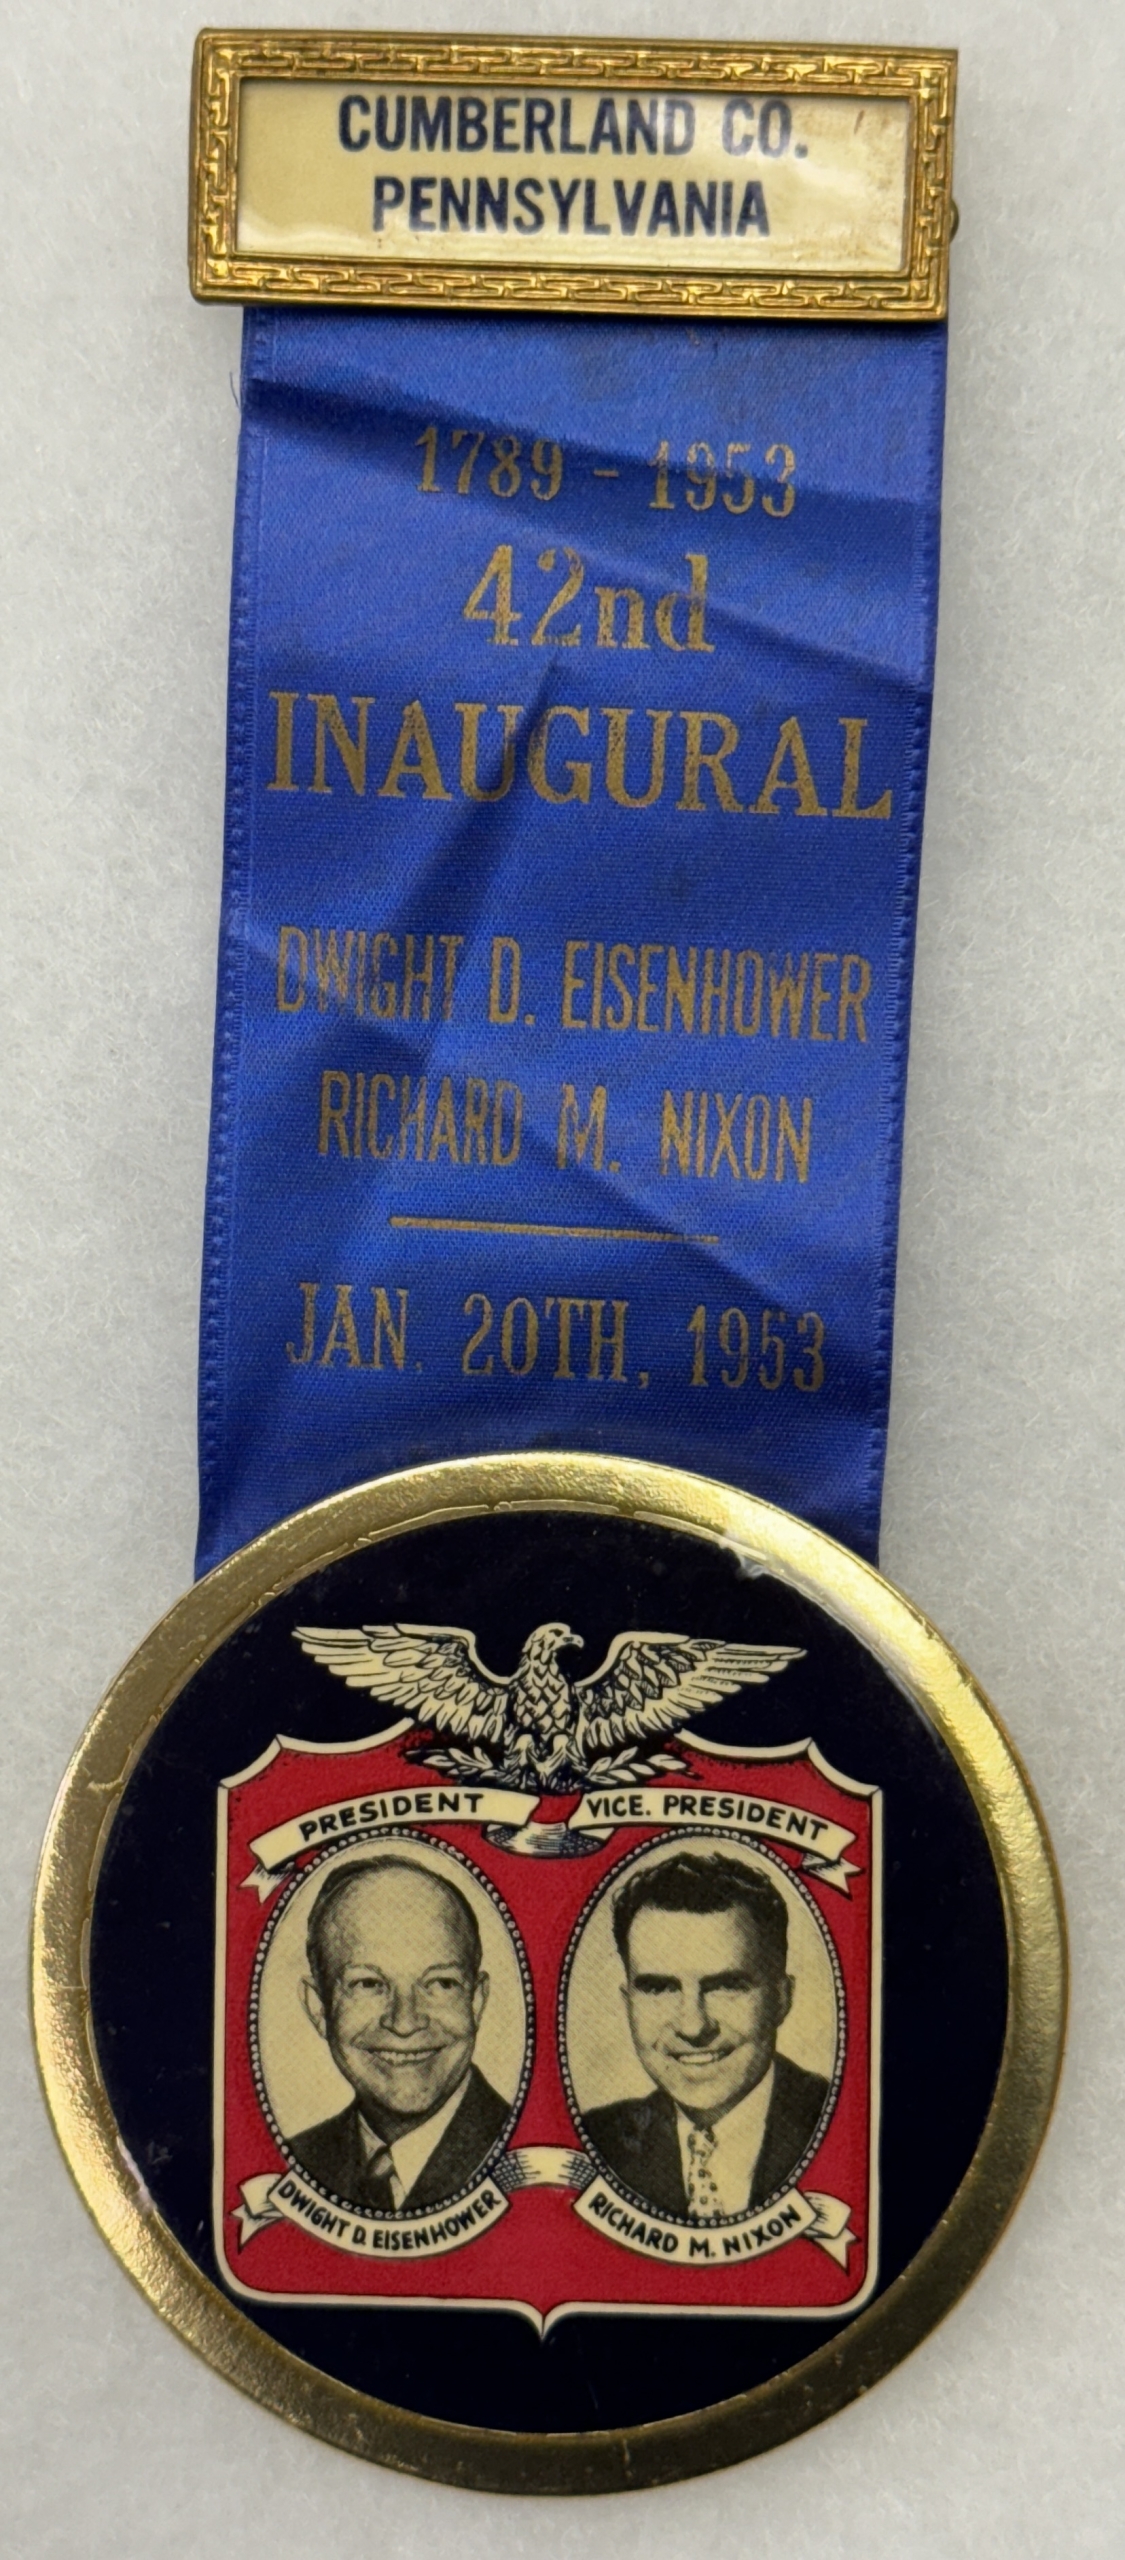 CUMBERLAND CO.
PENNSYLVANIA
1789 - 1953
42nd
INAUGURAL
DWIGHT D. EISENHOWER
RICHARD M. NIXON
JAN. 20TH, 1953
PRESIDENT
VICE. PRESIDENT
DWIGHT D. EISENHOWER
RICHARD M. NIXON